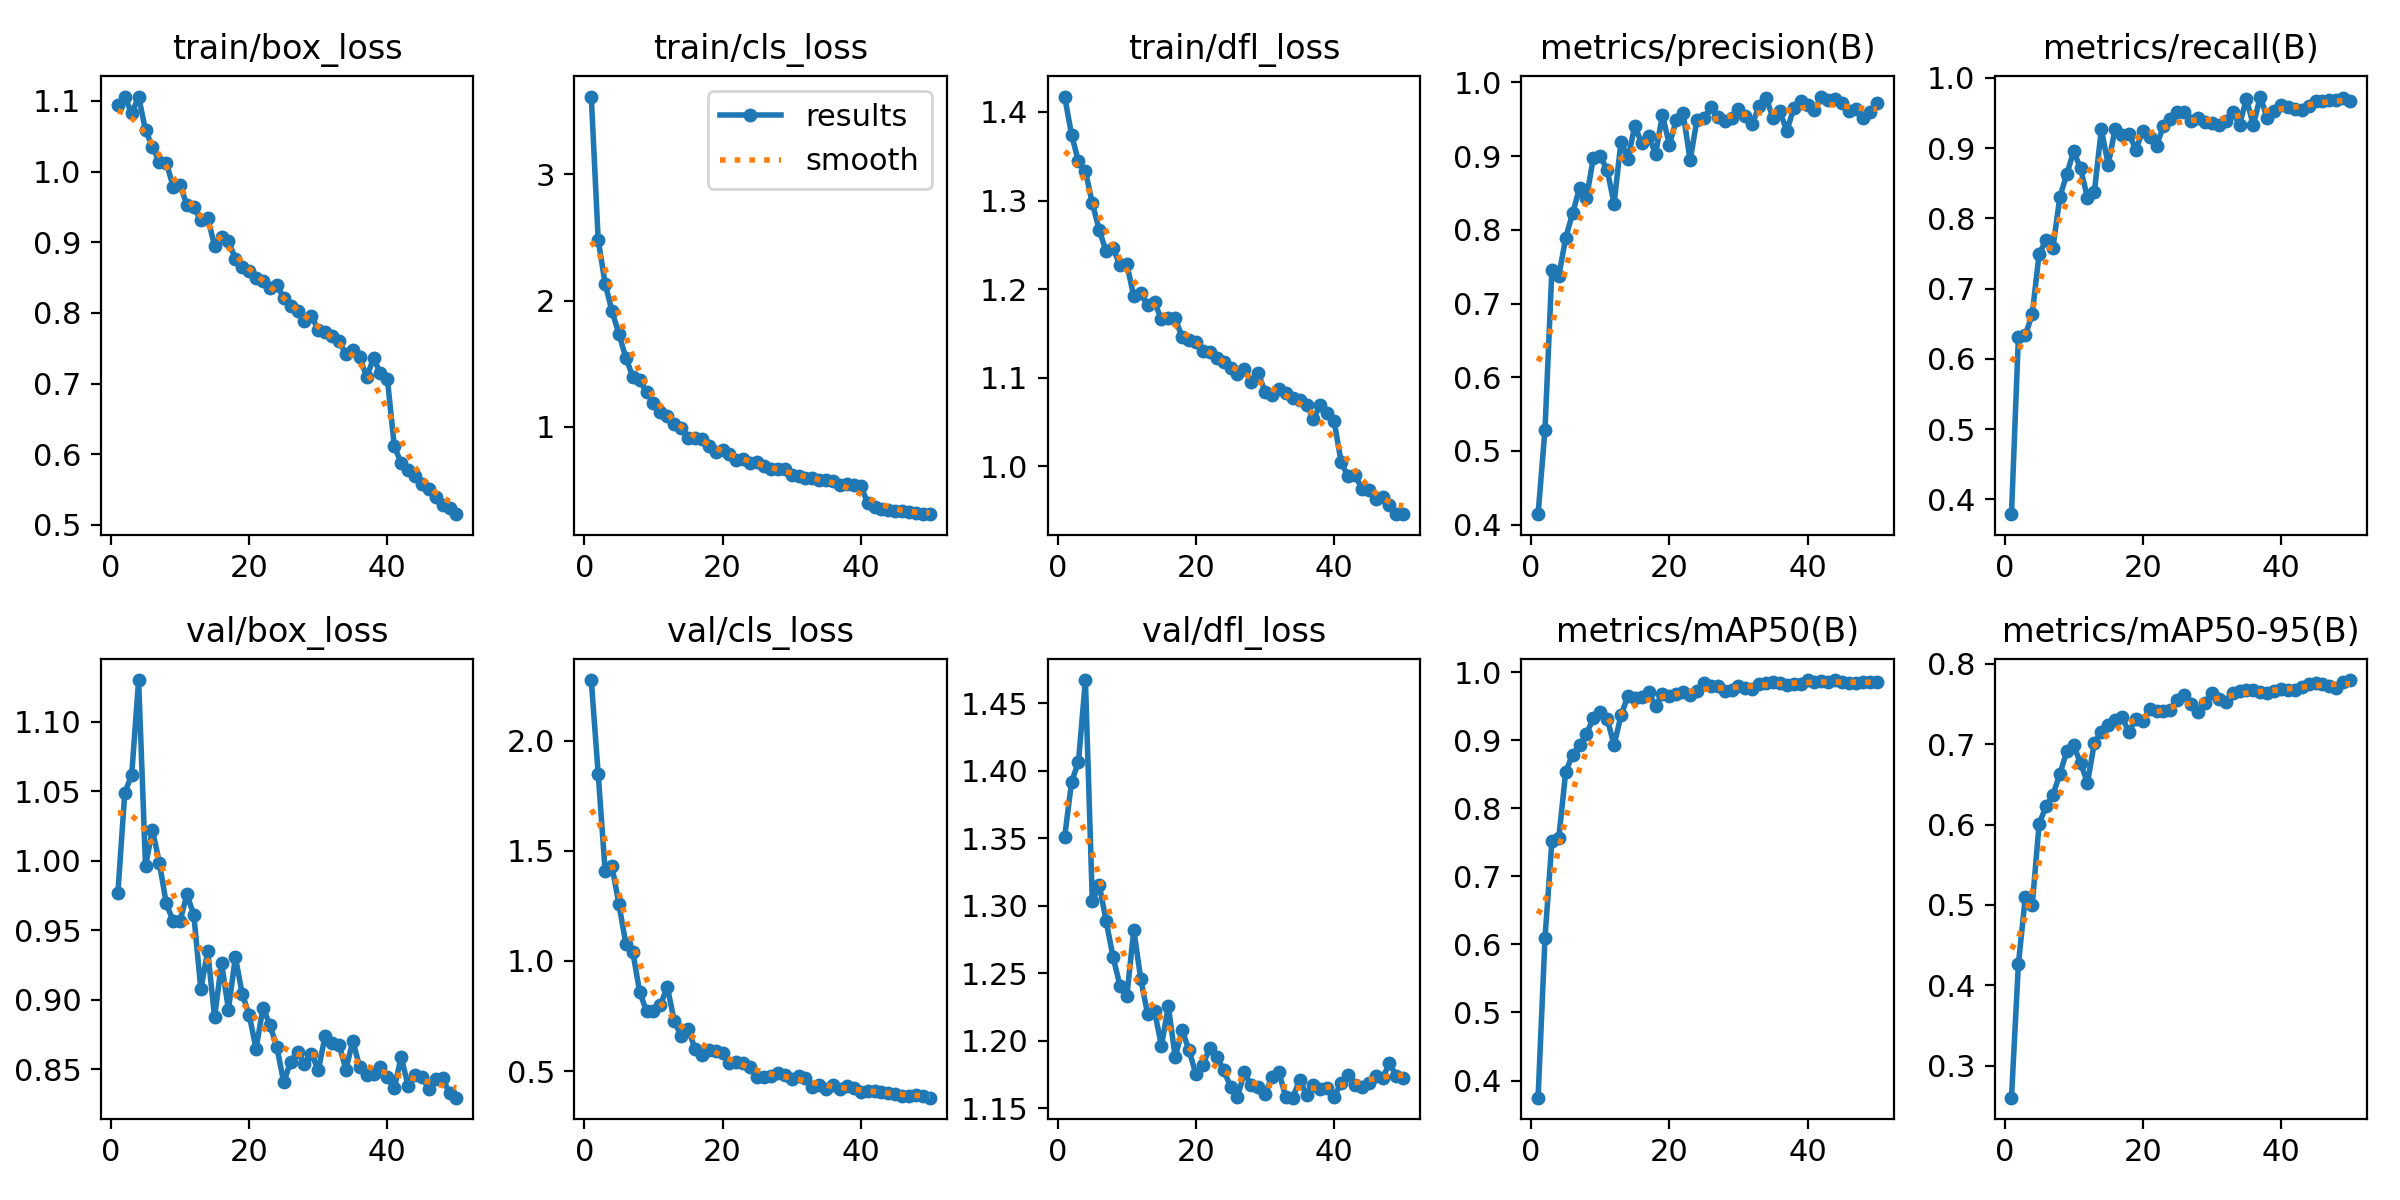 train/box_loss
1.1
1.0
0.9
0.8
0.7
0.6
0.5
0 20 40
train/cls_loss
results
smooth
3
2
1
0 20 40
train/dfl_loss
1.4
1.3
1.2
1.1
1.0
0 20 40
metrics/precision(B)
1.0
0.9
0.8
0.7
0.6
0.5
0.4
0 20 40
metrics/recall(B)
1.0
0.9
0.8
0.7
0.6
0.5
0.4
0 20 40
val/box_loss
1.10
1.05
1.00
0.95
0.90
0.85
0 20 40
val/cls_loss
2.0
1.5
1.0
0.5
0 20 40
val/dfl_loss
1.45
1.40
1.35
1.30
1.25
1.20
1.15
0 20 40
metrics/mAP50(B)
1.0
0.9
0.8
0.7
0.6
0.5
0.4
0 20 40
metrics/mAP50-95(B)
0.8
0.7
0.6
0.5
0.4
0.3
0 20 40